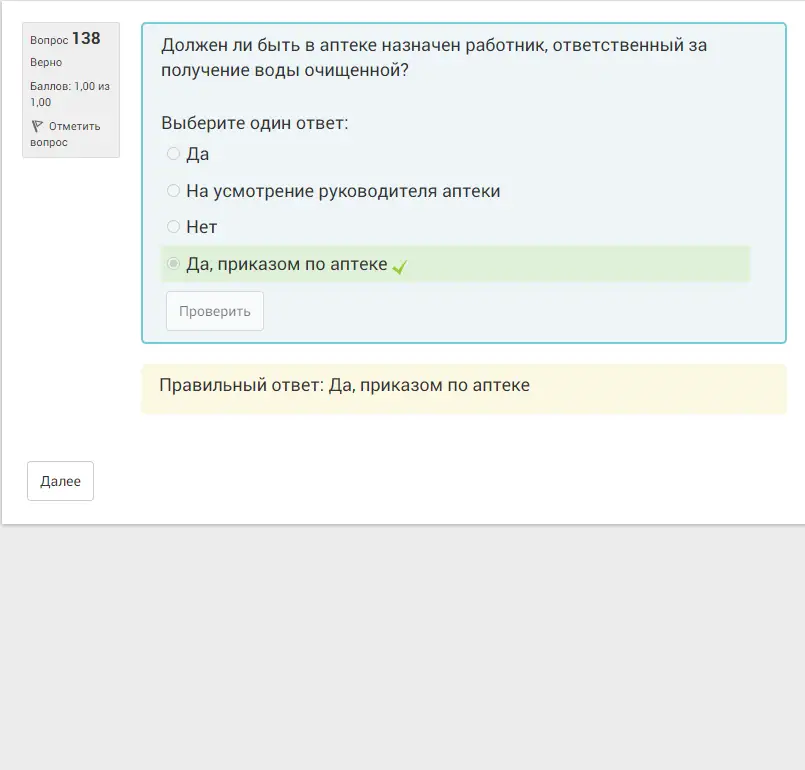 Вопрос 138
Верно
Баллов: 1,00 из
1,00
Отметить
вопрос
Должен ли быть в аптеке назначен работник, ответственный за
получение воды очищенной?
Выберите один ответ:
Да
На усмотрение руководителя аптеки
Нет
Да, приказом по аптеке
Проверить
Правильный ответ: Да, приказом по аптеке
Далее